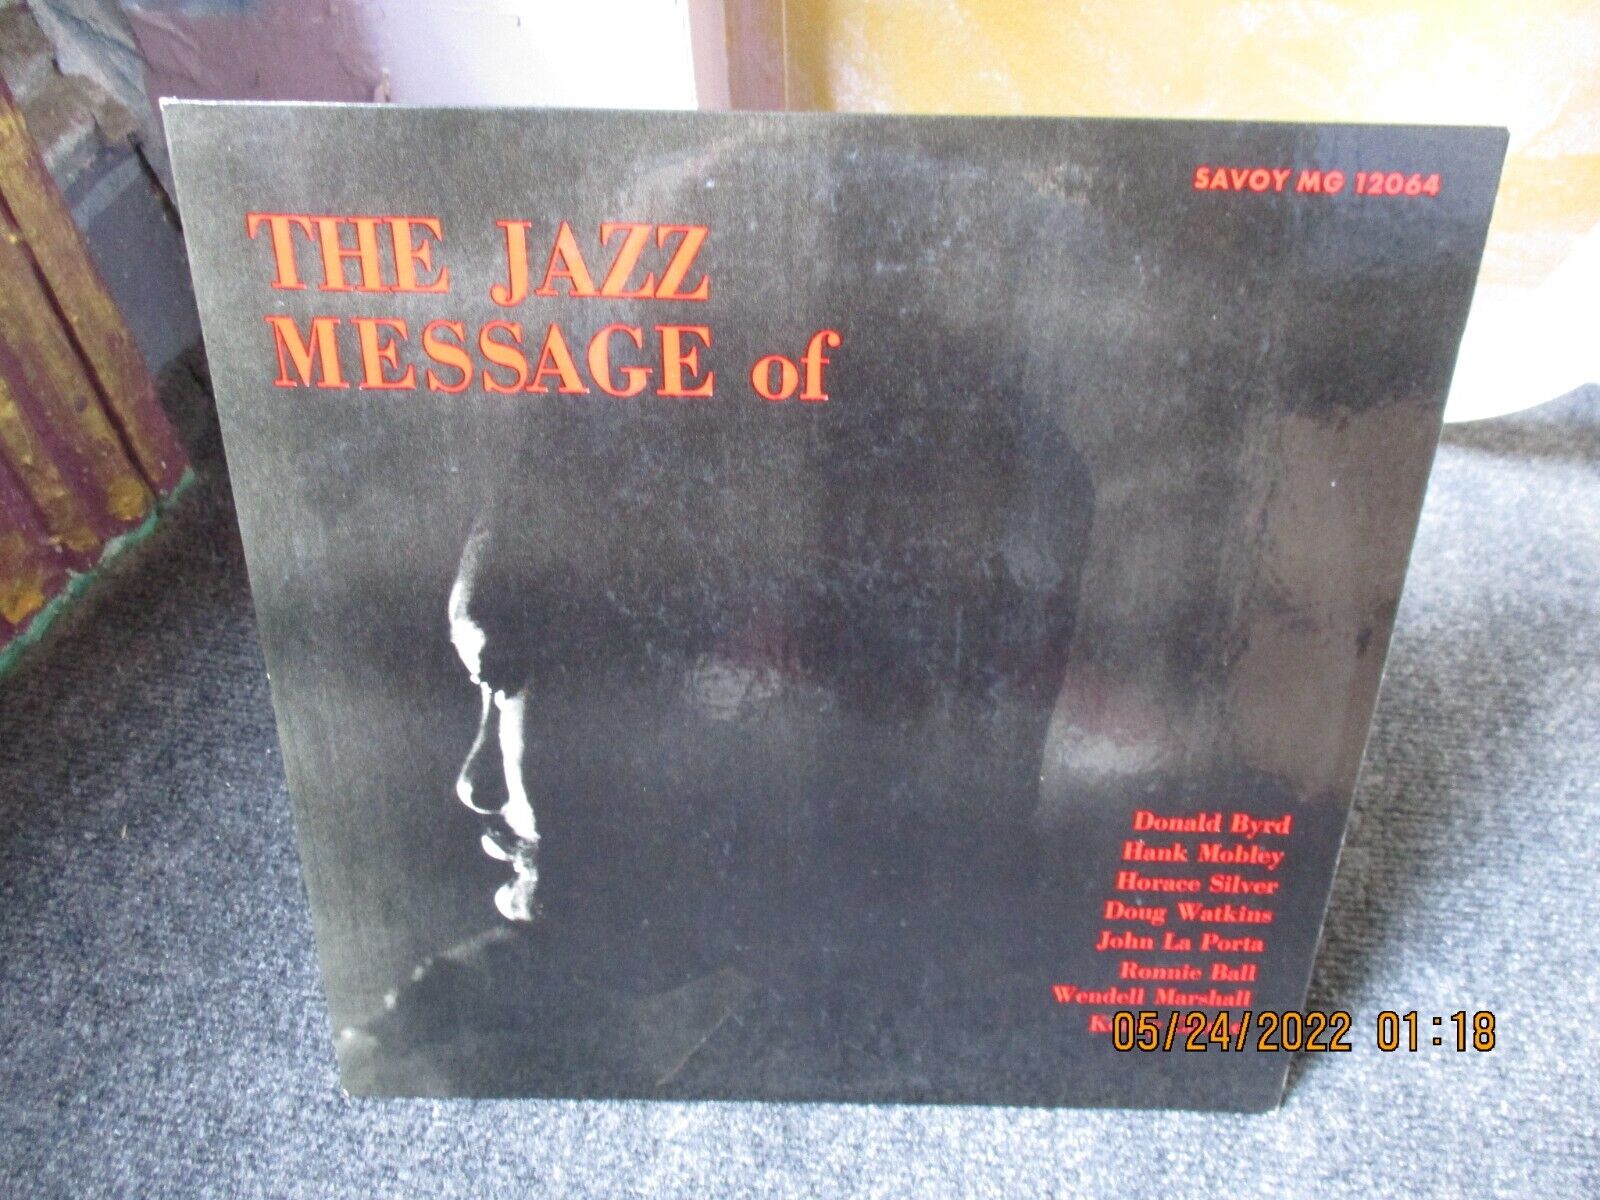 SAVOY MG 12064
THE JAZZ
MESSAGE of
Donald Byrd
Hank Mobley
Horace Silver
Doug Watkins
John La Porta
Ronnie Ball
Wendell Marshall
05/24/2022 01:18